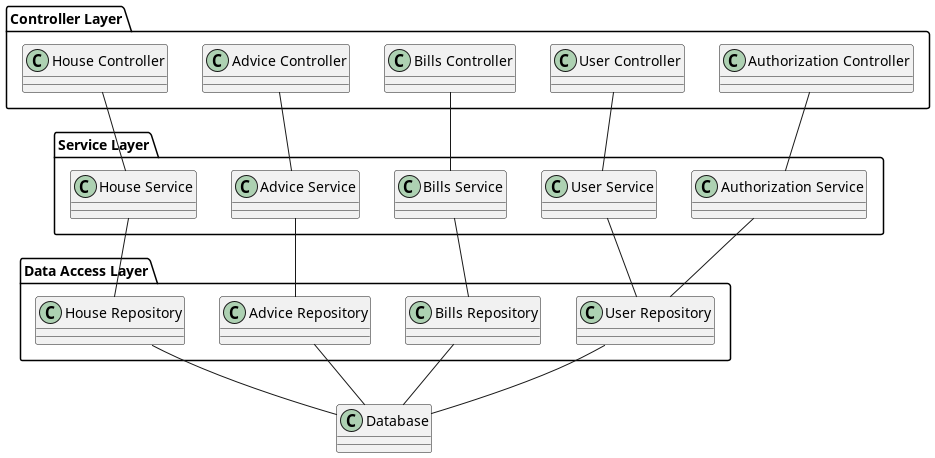 Controller Layer
C House Controller
C Advice Controller
C Bills Controller
C User Controller
C Authorization Controller
Service Layer
C House Service
C Advice Service
C Bills Service
C User Service
C Authorization Service
Data Access Layer
C House Repository
C Advice Repository
C Bills Repository
C User Repository
C Database